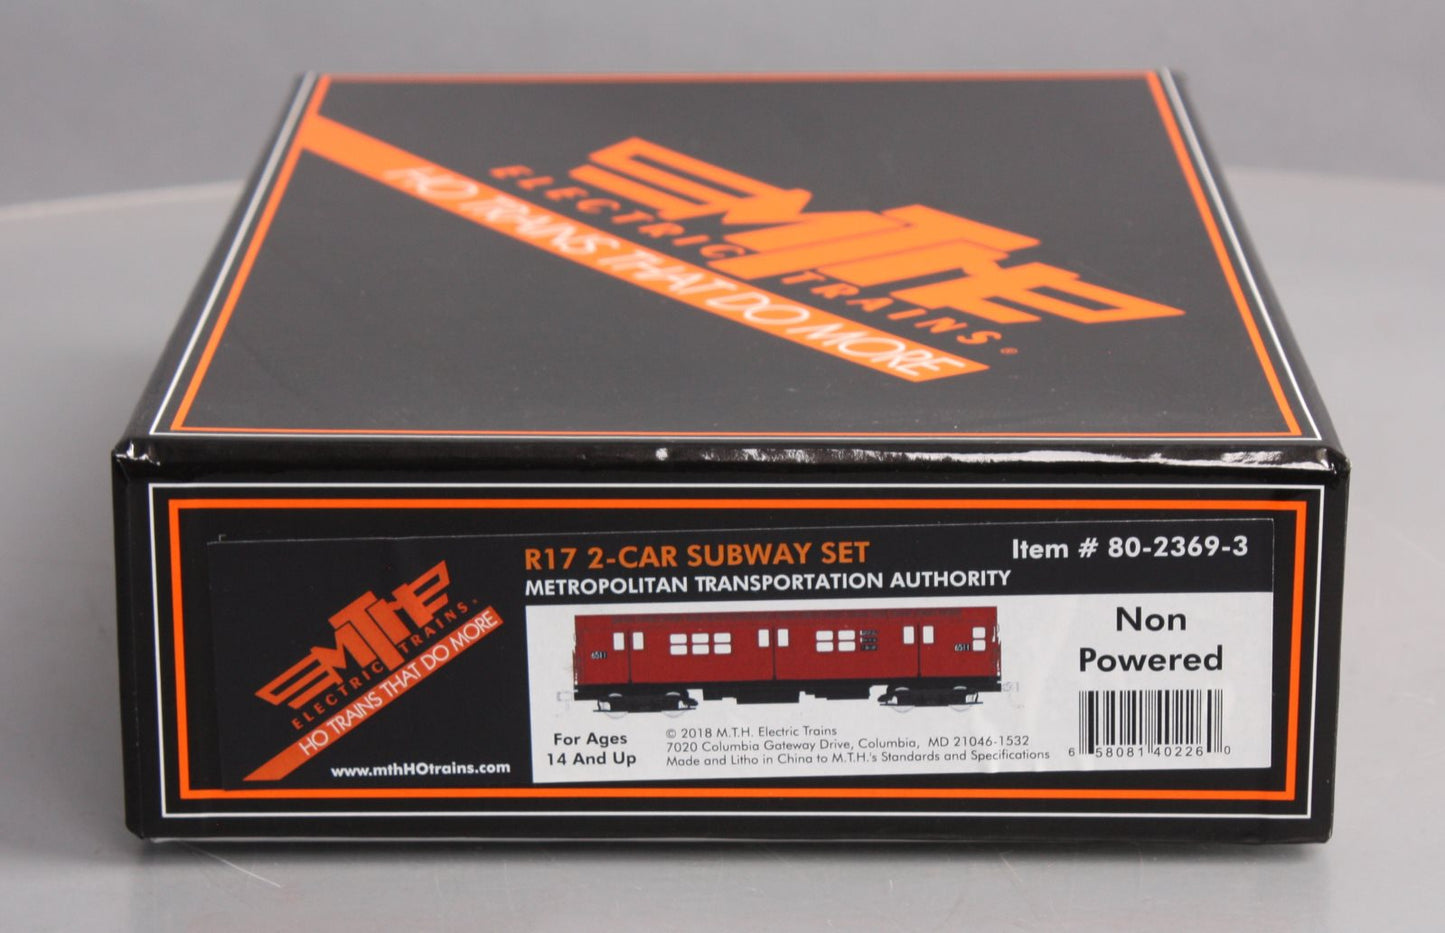 MTH
ELECTRIC TRAINS®
HO TRAINS THAT DO MORE
MTH
ELECTRIC TRAINS®
HO TRAINS THAT DO MORE
www.mthHOtrains.com
R17 2-CAR SUBWAY SET
METROPOLITAN TRANSPORTATION AUTHORITY
Item # 80-2369-3
6511
6511
Non
Powered
For Ages
14 And Up
© 2018 M.T.H. Electric Trains
7020 Columbia Gateway Drive, Columbia, MD 21046-1532
Made and Litho in China to M.T.H.'s Standards and Specifications
6 58081 40226 0